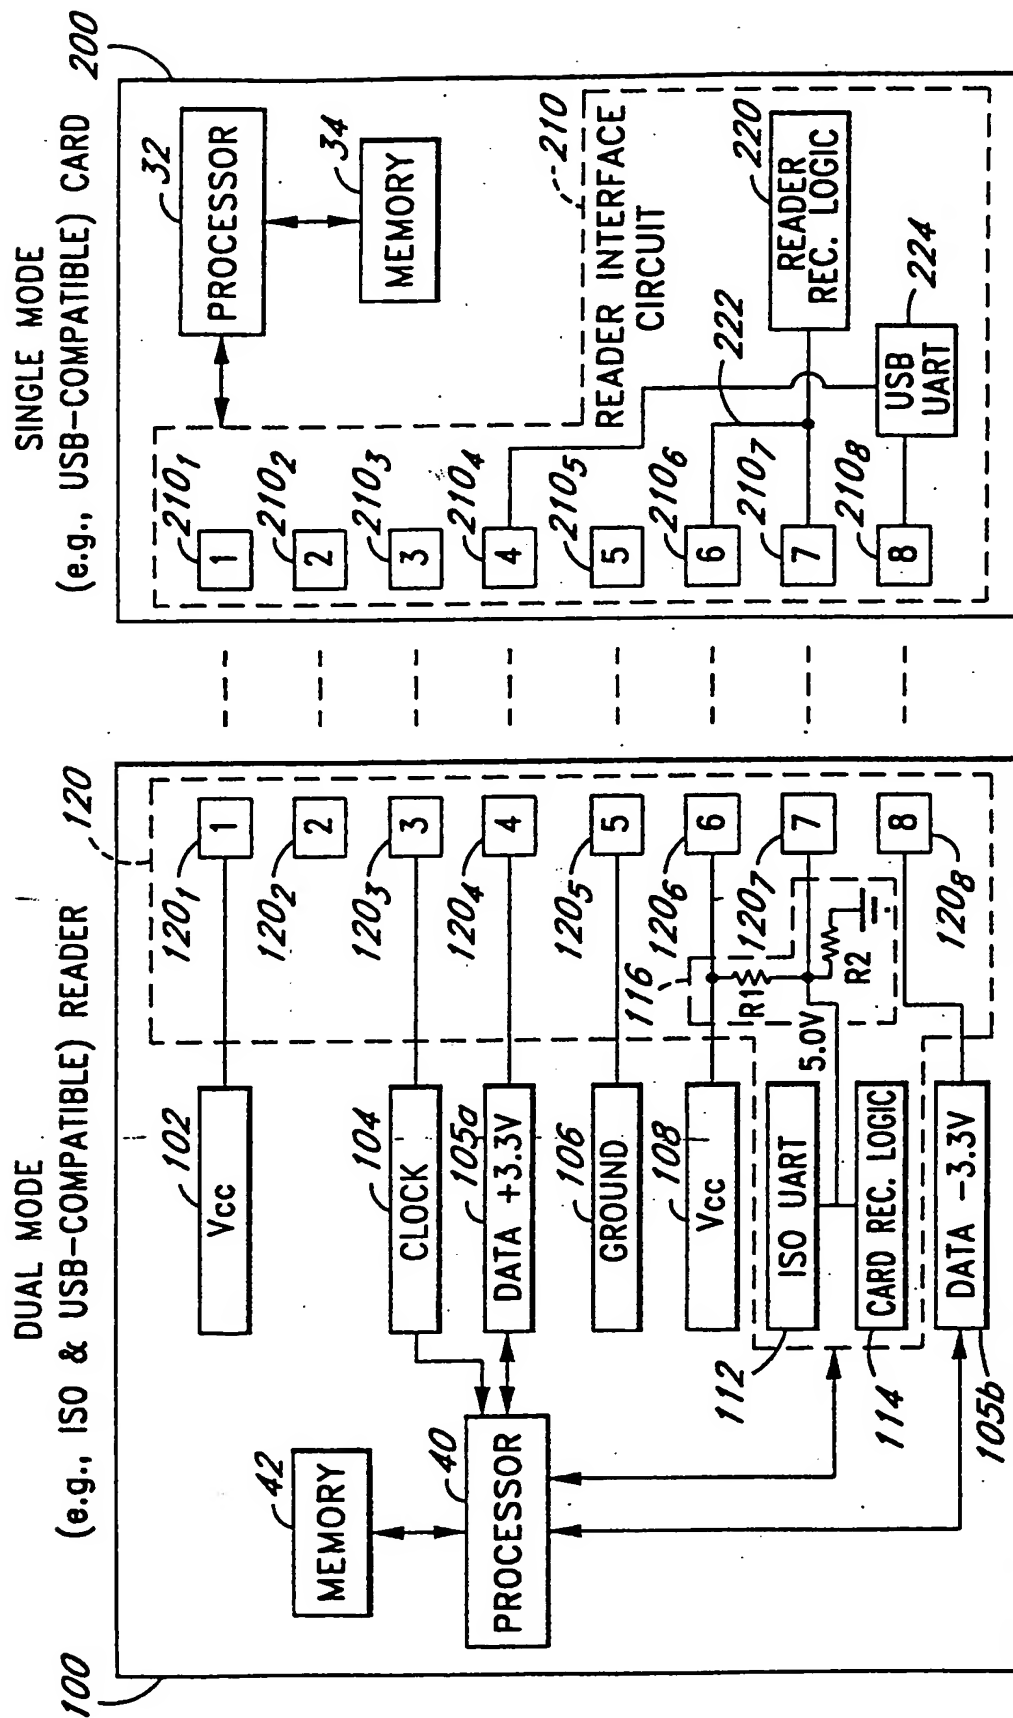 DUAL MODE
(e.g., ISO & USB-COMPATIBLE) READER
100
120
42
MEMORY
40
PROCESSOR
102
Vcc
104
CLOCK
105a
DATA +3.3V
106
GROUND
108
Vcc
112
ISO UART
114
CARD REC. LOGIC
105b
DATA -3.3V
116
R1
R2
5.0V
120₁
1
120₂
2
120₃
3
120₄
4
120₅
5
120₆
6
120₇
7
120₈
8
SINGLE MODE
(e.g., USB-COMPATIBLE) CARD
200
32
PROCESSOR
34
MEMORY
210
READER INTERFACE
CIRCUIT
210₁
1
210₂
2
210₃
3
210₄
4
210₅
5
210₆
6
210₇
7
210₈
8
222
220
READER
REC. LOGIC
224
USB
UART